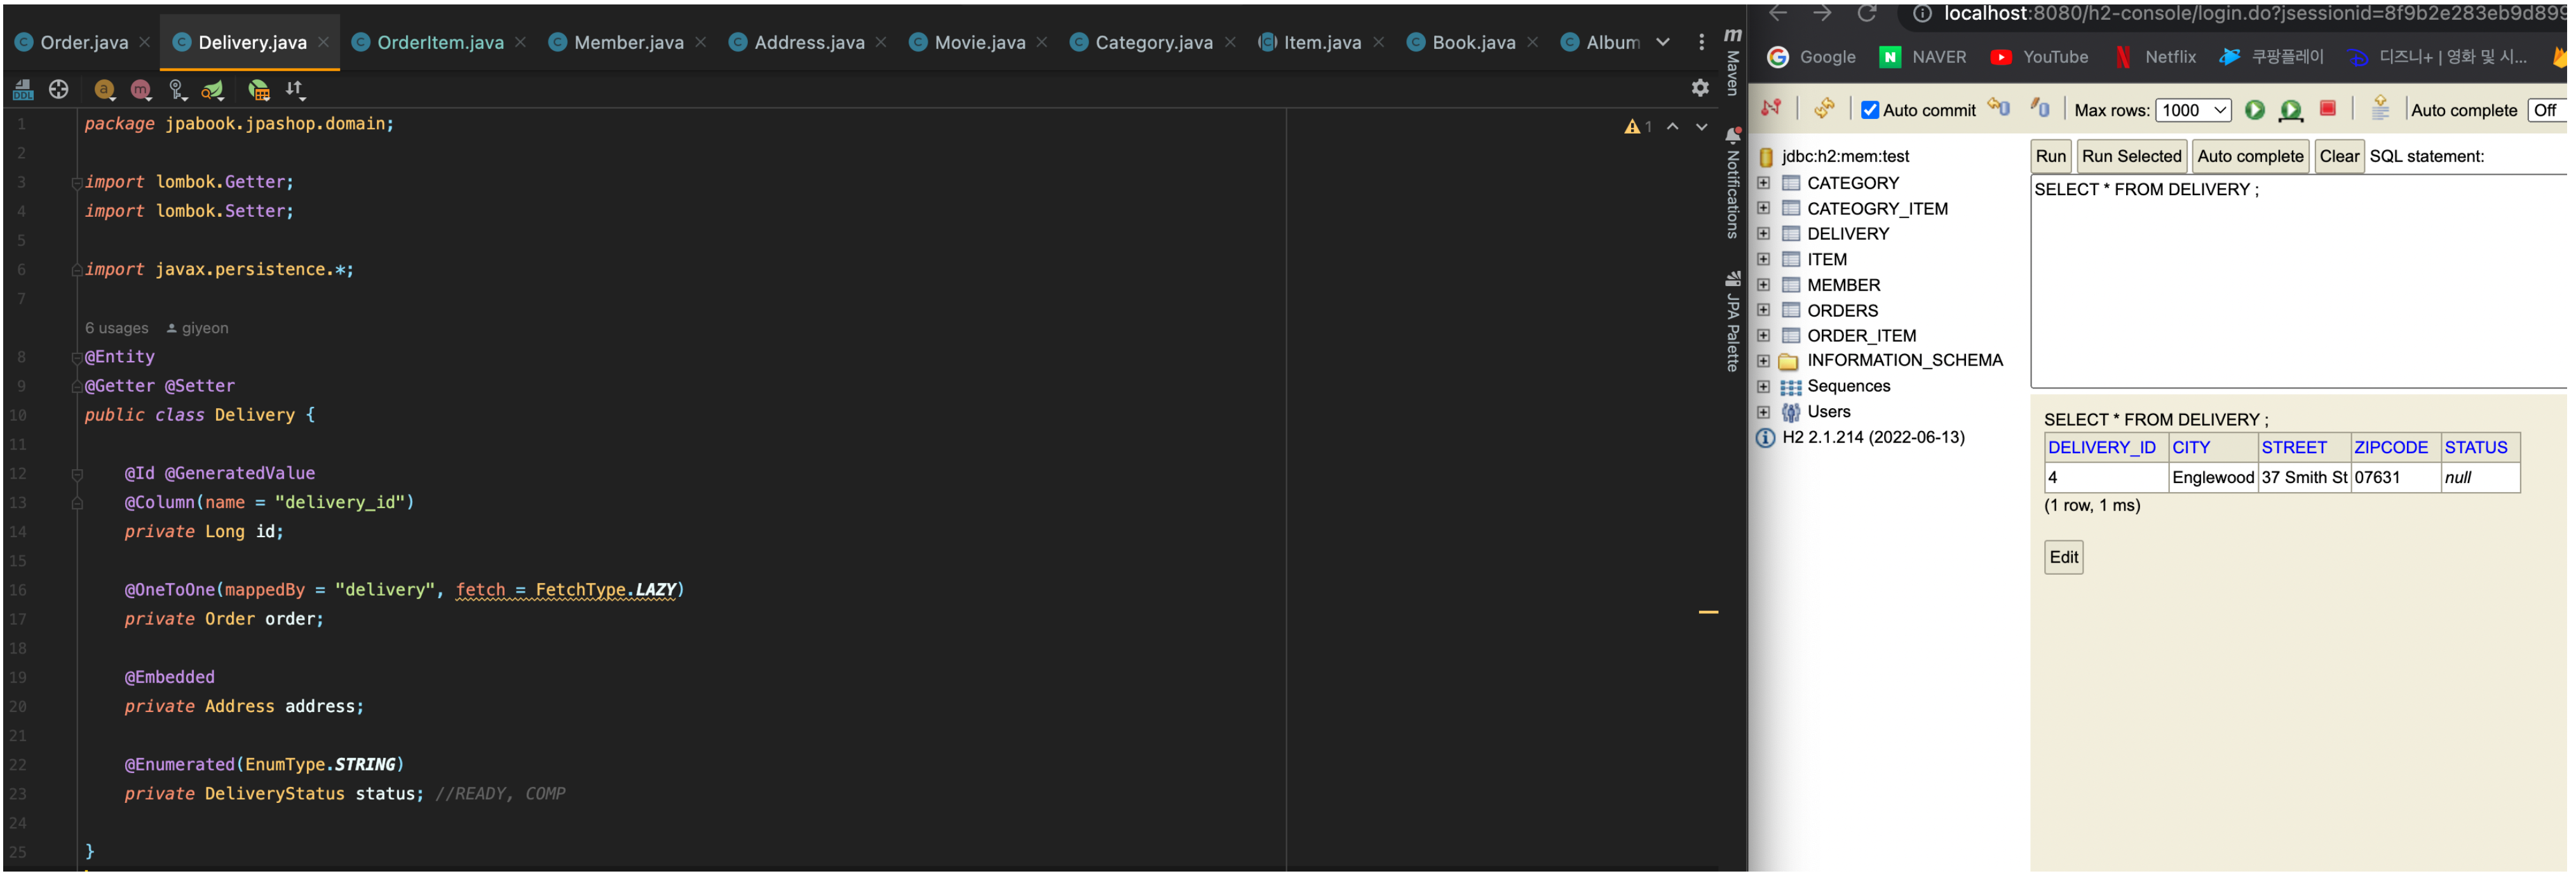 Order.java
Delivery.java
OrderItem.java
Member.java
Address.java
Movie.java
Category.java
Item.java
Book.java
Album
DDL
1 package jpabook.jpashop.domain;
2
3 import lombok.Getter;
4 import lombok.Setter;
5
6 import javax.persistence.*;
7
6 usages giyeon
8 @Entity
9 @Getter @Setter
10 public class Delivery {
11
12 @Id @GeneratedValue
13 @Column(name = "delivery_id")
14 private Long id;
15
16 @OneToOne(mappedBy = "delivery", fetch = FetchType.LAZY)
17 private Order order;
18
19 @Embedded
20 private Address address;
21
22 @Enumerated(EnumType.STRING)
23 private DeliveryStatus status; //READY, COMP
24
25 }
1
m Maven
Notifications
JPA Palette
localhost:8080/h2-console/login.do?jsessionid=8f9b2e283eb9d899
Google
NAVER
YouTube
Netflix
쿠팡플레이
디즈니+ | 영화 및 시...
Auto commit
Max rows: 1000
Auto complete Off
jdbc:h2:mem:test
CATEGORY
CATEOGRY_ITEM
DELIVERY
ITEM
MEMBER
ORDERS
ORDER_ITEM
INFORMATION_SCHEMA
Sequences
Users
H2 2.1.214 (2022-06-13)
Run Run Selected Auto complete Clear SQL statement:
SELECT * FROM DELIVERY ;
SELECT * FROM DELIVERY ;
DELIVERY_ID CITY STREET ZIPCODE STATUS
4 Englewood 37 Smith St 07631 null
(1 row, 1 ms)
Edit